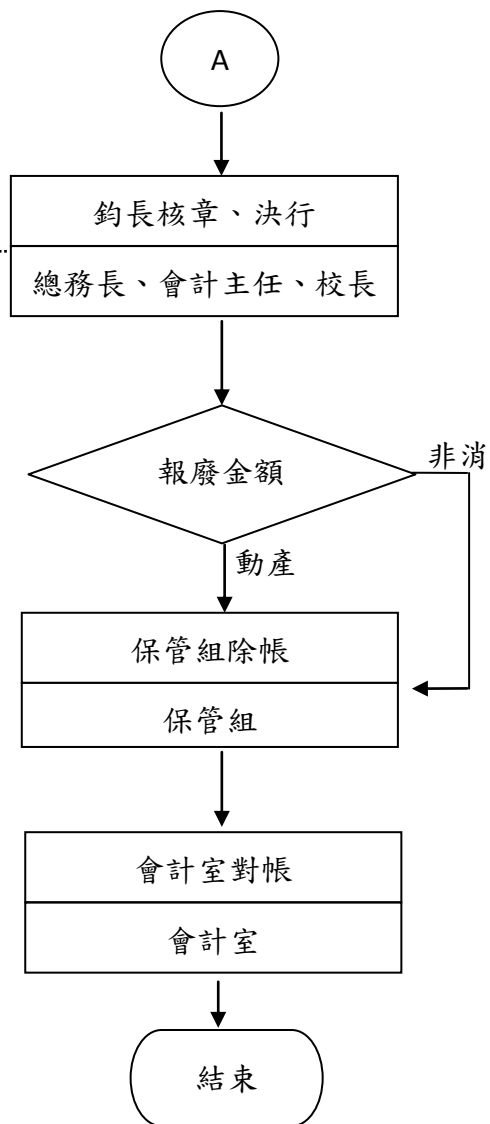 A
鈞長核章、決行
總務長、會計主任、校長
報廢金額
非消
動產
保管組除帳
保管組
會計室對帳
會計室
結束